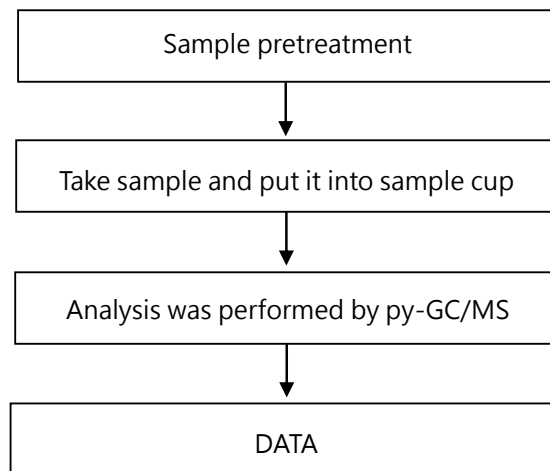 Sample pretreatment
Take sample and put it into sample cup
Analysis was performed by py-GC/MS
DATA